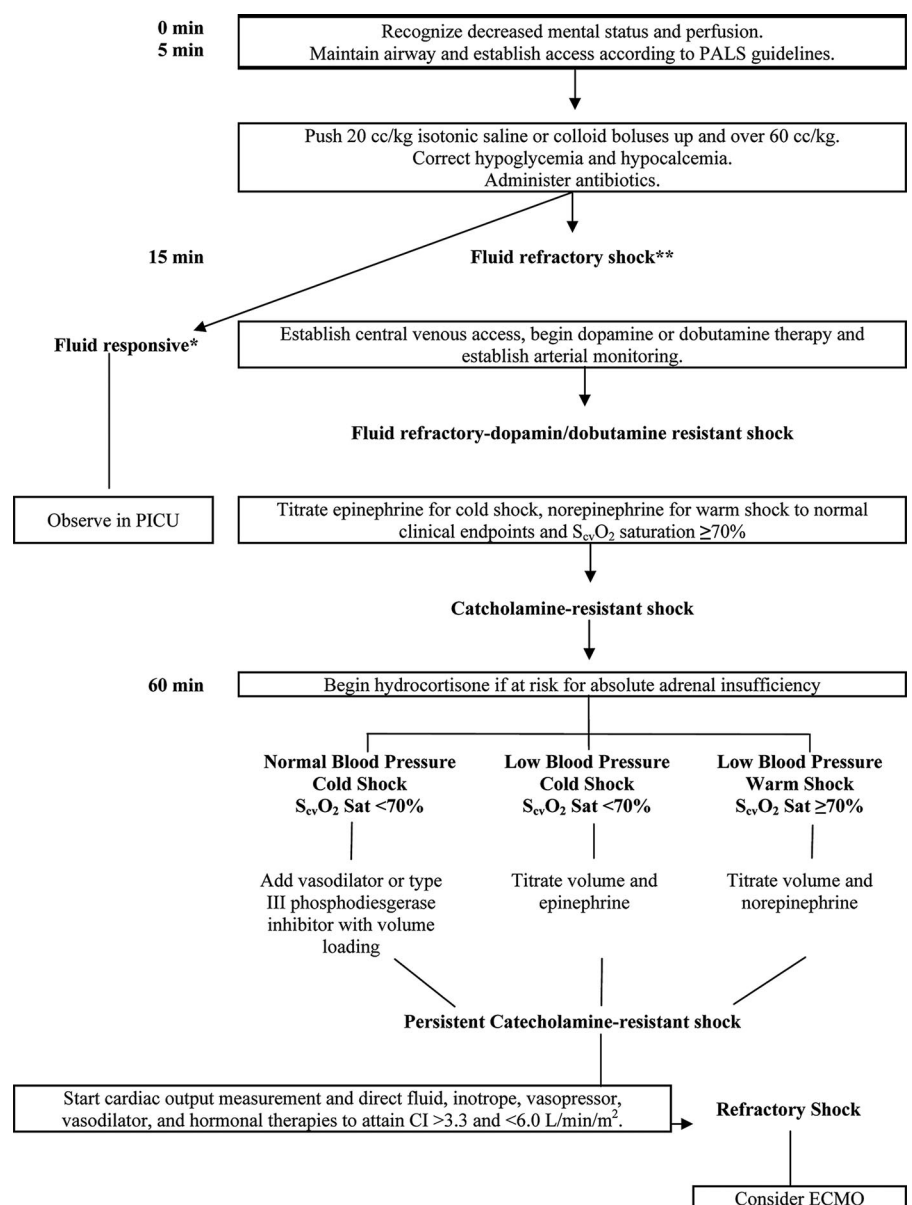 0 min
5 min
Recognize decreased mental status and perfusion.
Maintain airway and establish access according to PALS guidelines.
Push 20 cc/kg isotonic saline or colloid boluses up and over 60 cc/kg.
Correct hypoglycemia and hypocalcemia.
Administer antibiotics.
15 min
Fluid refractory shock**
Fluid responsive*
Establish central venous access, begin dopamine or dobutamine therapy and
establish arterial monitoring.
Fluid refractory-dopamin/dobutamine resistant shock
Observe in PICU
Titrate epinephrine for cold shock, norepinephrine for warm shock to normal
clinical endpoints and ScvO2 saturation ≥70%
Catcholamine-resistant shock
60 min
Begin hydrocortisone if at risk for absolute adrenal insufficiency
Normal Blood Pressure
Cold Shock
ScvO2 Sat <70%
Low Blood Pressure
Cold Shock
ScvO2 Sat <70%
Low Blood Pressure
Warm Shock
ScvO2 Sat ≥70%
Add vasodilator or type
III phosphodiesgerase
inhibitor with volume
loading
Titrate volume and
epinephrine
Titrate volume and
norepinephrine
Persistent Catecholamine-resistant shock
Start cardiac output measurement and direct fluid, inotrope, vasopressor,
vasodilator, and hormonal therapies to attain CI >3.3 and <6.0 L/min/m2.
Refractory Shock
Consider ECMO